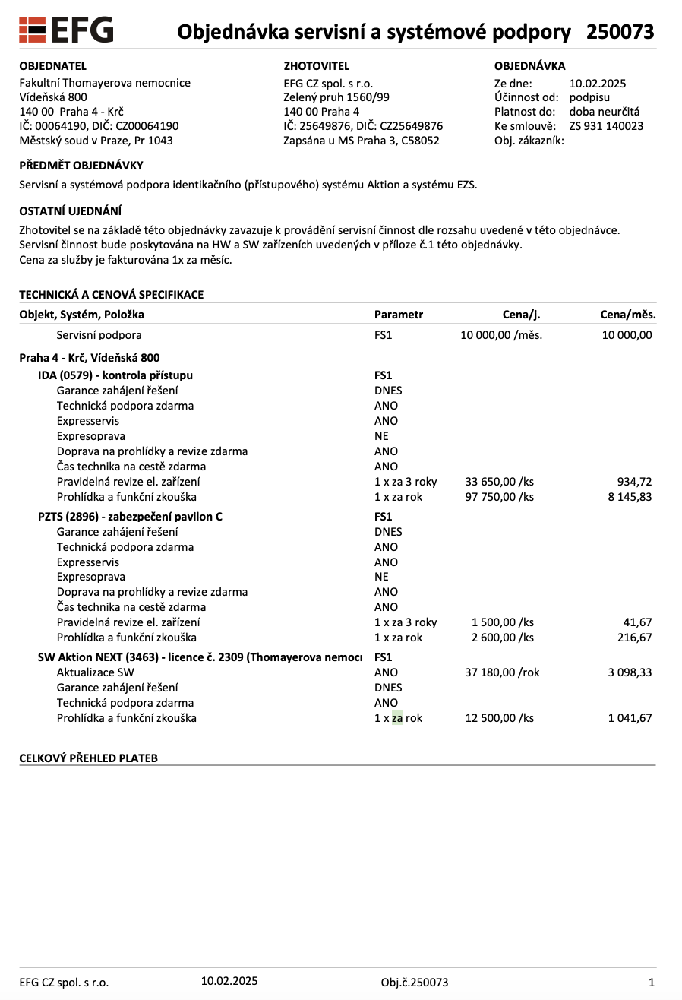 EFG
Objednávka servisní a systémové podpory 250073
OBJEDNATEL
Fakultní Thomayerova nemocnice
Vídeňská 800
140 00 Praha 4 - Krč
IČ: 00064190, DIČ: CZ00064190
Městský soud v Praze, Pr 1043
ZHOTOVITEL
EFG CZ spol. s r.o.
Zelený pruh 1560/99
140 00 Praha 4
IČ: 25649876, DIČ: CZ25649876
Zapsána u MS Praha 3, C58052
OBJEDNÁVKA
Ze dne: 10.02.2025
Účinnost od: podpisu
Platnost do: doba neurčitá
Ke smlouvě: ZS 931 140023
Obj. zákazník:
PŘEDMĚT OBJEDNÁVKY
Servisní a systémová podpora identikačního (přístupového) systému Aktion a systému EZS.
OSTATNÍ UJEDNÁNÍ
Zhotovitel se na základě této objednávky zavazuje k provádění servisní činnost dle rozsahu uvedené v této objednávce.
Servisní činnost bude poskytována na HW a SW zařízeních uvedených v příloze č.1 této objednávky.
Cena za služby je fakturována 1x za měsíc.
TECHNICKÁ A CENOVÁ SPECIFIKACE
Objekt, Systém, Položka Parametr Cena/j. Cena/měs.
Servisní podpora FS1 10 000,00 /měs. 10 000,00
Praha 4 - Krč, Vídeňská 800
IDA (0579) - kontrola přístupu FS1
Garance zahájení řešení DNES
Technická podpora zdarma ANO
Expresservis ANO
Expresoprava NE
Doprava na prohlídky a revize zdarma ANO
Čas technika na cestě zdarma ANO
Pravidelná revize el. zařízení 1 x za 3 roky 33 650,00 /ks 934,72
Prohlídka a funkční zkouška 1 x za rok 97 750,00 /ks 8 145,83
PZTS (2896) - zabezpečení pavilon C FS1
Garance zahájení řešení DNES
Technická podpora zdarma ANO
Expresservis ANO
Expresoprava NE
Doprava na prohlídky a revize zdarma ANO
Čas technika na cestě zdarma ANO
Pravidelná revize el. zařízení 1 x za 3 roky 1 500,00 /ks 41,67
Prohlídka a funkční zkouška 1 x za rok 2 600,00 /ks 216,67
SW Aktion NEXT (3463) - licence č. 2309 (Thomayerova nemoc FS1
Aktualizace SW ANO 37 180,00 /rok 3 098,33
Garance zahájení řešení DNES
Technická podpora zdarma ANO
Prohlídka a funkční zkouška 1 x za rok 12 500,00 /ks 1 041,67
CELKOVÝ PŘEHLED PLATEB
EFG CZ spol. s r.o. 10.02.2025 Obj.č.250073 1